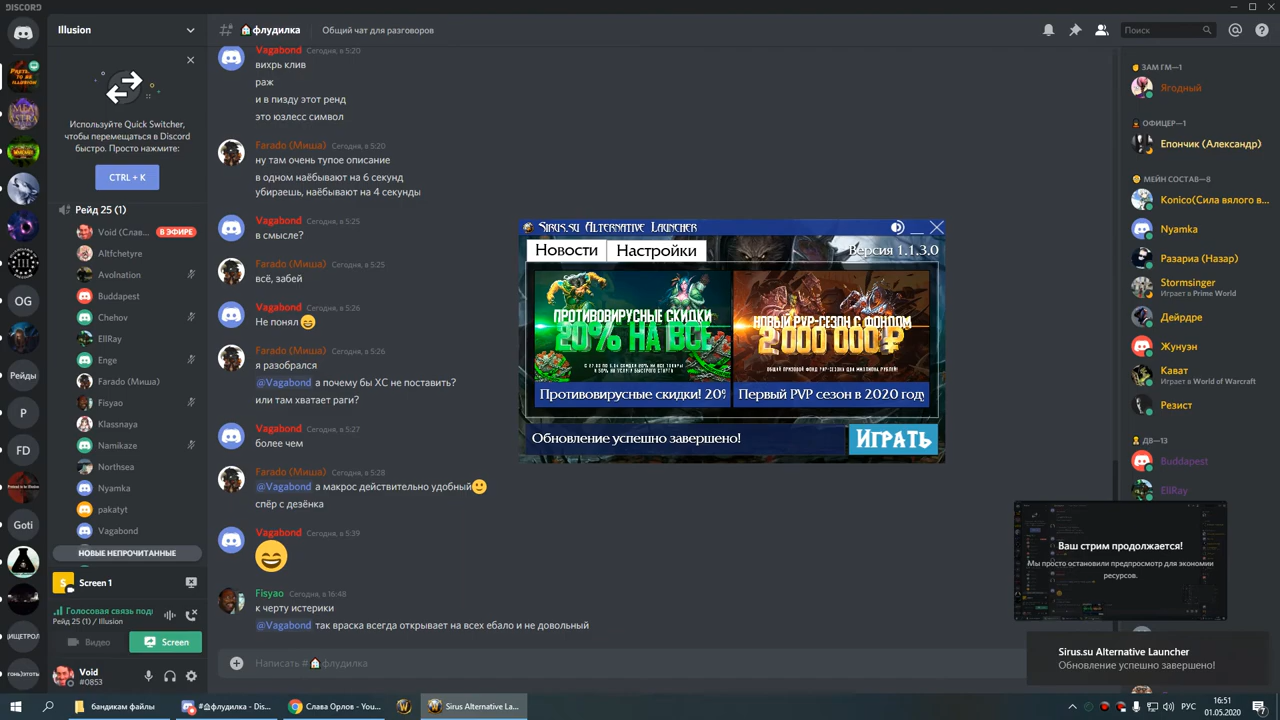 DISCORD
Illusion
флудилка
Общий чат для разговоров
Поиск
Используйте Quick Switcher,
чтобы перемещаться в Discord
быстро. Просто нажмите:
CTRL + K
Рейд 25 (1)
Void (Слав...
В ЭФИРЕ
Altfchetyre
Avolnation
Buddapest
Chehov
EllRay
Enge
Farado (Миша)
Fisyao
Klassnaya
Namikaze
Northsea
Nyamka
pakatyt
Vagabond
НОВЫЕ НЕПРОЧИТАННЫЕ
Screen 1
Голосовая связь под
Рейд 25 (1) / Illusion
Видео
Screen
Void
#0853
OG
Рейды
P
FD
Goti
ИЩЕТРОЛ
Vagabond Сегодня в 5:20
вихрь клив
раж
и в пизду этот ренд
это юзлесс символ
Farado (Миша) Сегодня, в 5:20
ну там очень тупое описание
в одном наёбывают на 6 секунд
убираешь, наёбывают на 4 секунды
Vagabond Сегодня, в 5:25
в смысле?
Farado (Миша) Сегодня, в 5:25
всё, забей
Vagabond Сегодня, в 5:26
Не понял
Farado (Миша) Сегодня, в 5:26
я разобрался
@Vagabond а почему бы ХС не поставить?
или там хватает раги?
Vagabond Сегодня, в 5:27
более чем
Farado (Миша) Сегодня, в 5:28
@Vagabond а макрос действительно удобный
спёр с дезёнка
Vagabond Сегодня, в 5:39
Fisyao Сегодня, в 16:48
к черту истерики
@Vagabond так враска всегда открывает на всех ебало и не довольный
Написать #флудилка
Sirus.su Alternative Launcher
Новости
Настройки
Версия 1.1.3.0
ПРОТИВОВИРУСНЫЕ СКИДКИ
20% НА ВСЕ
Противовирусные скидки! 20%
НОВЫЙ PVP-СЕЗОН С ФОНДОМ
2 000 000 ₽
Первый PVP сезон в 2020 году
Обновление успешно завершено!
Играть
ЗАМ ГМ—1
Ягодный
ОФИЦЕР—1
Епончик (Александр)
МЕЙН СОСТАВ—8
Konico(Сила вялого в...
Nyamka
Разариа (Назар)
Stormsinger
Играет в Prime World
Дейрдре
Жунуэн
Кават
Играет в World of Warcraft
Резист
ДВ—13
Buddapest
EllRay
Ваш стрим продолжается!
Мы просто остановили предпросмотр для экономии
ресурсов.
Sirus.su Alternative Launcher
Обновление успешно завершено!
бандикам файлы
#флудилка - Dis...
Слава Орлов - You...
Sirus Alternative La...
РУС
16:51
01.05.2020